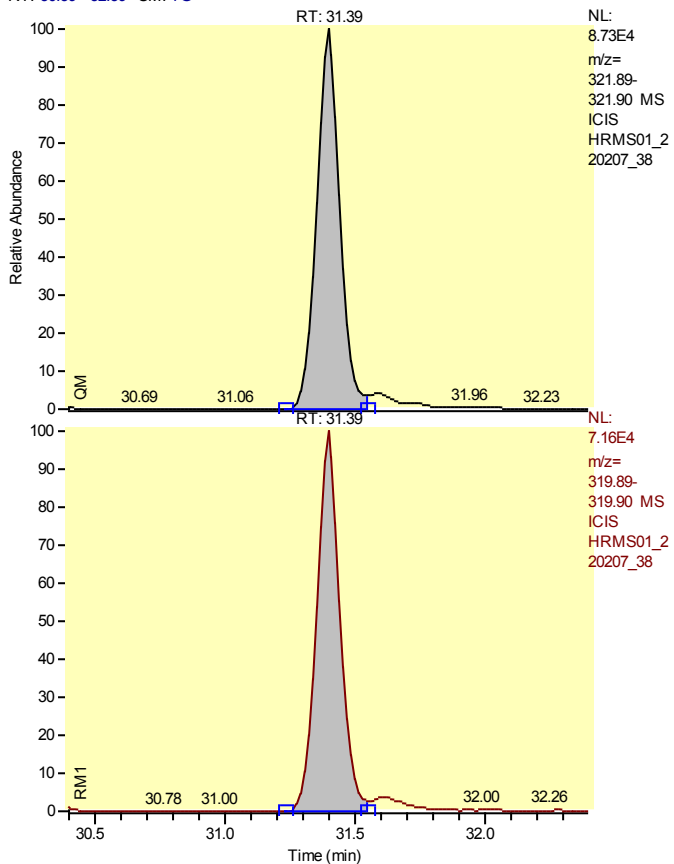 RT: 31.39
NL:
8.73E4
m/z=
321.89-
321.90 MS
ICIS
HRMS01_2
20207_38
100
90
80
70
60
50
40
30
20
10
0
Relative Abundance
QM
30.69 31.06 31.96 32.23
RT: 31.39
NL:
7.16E4
m/z=
319.89-
319.90 MS
ICIS
HRMS01_2
20207_38
100
90
80
70
60
50
40
30
20
10
0
RM1
30.78 31.00 32.00 32.26
30.5 31.0 31.5 32.0
Time (min)